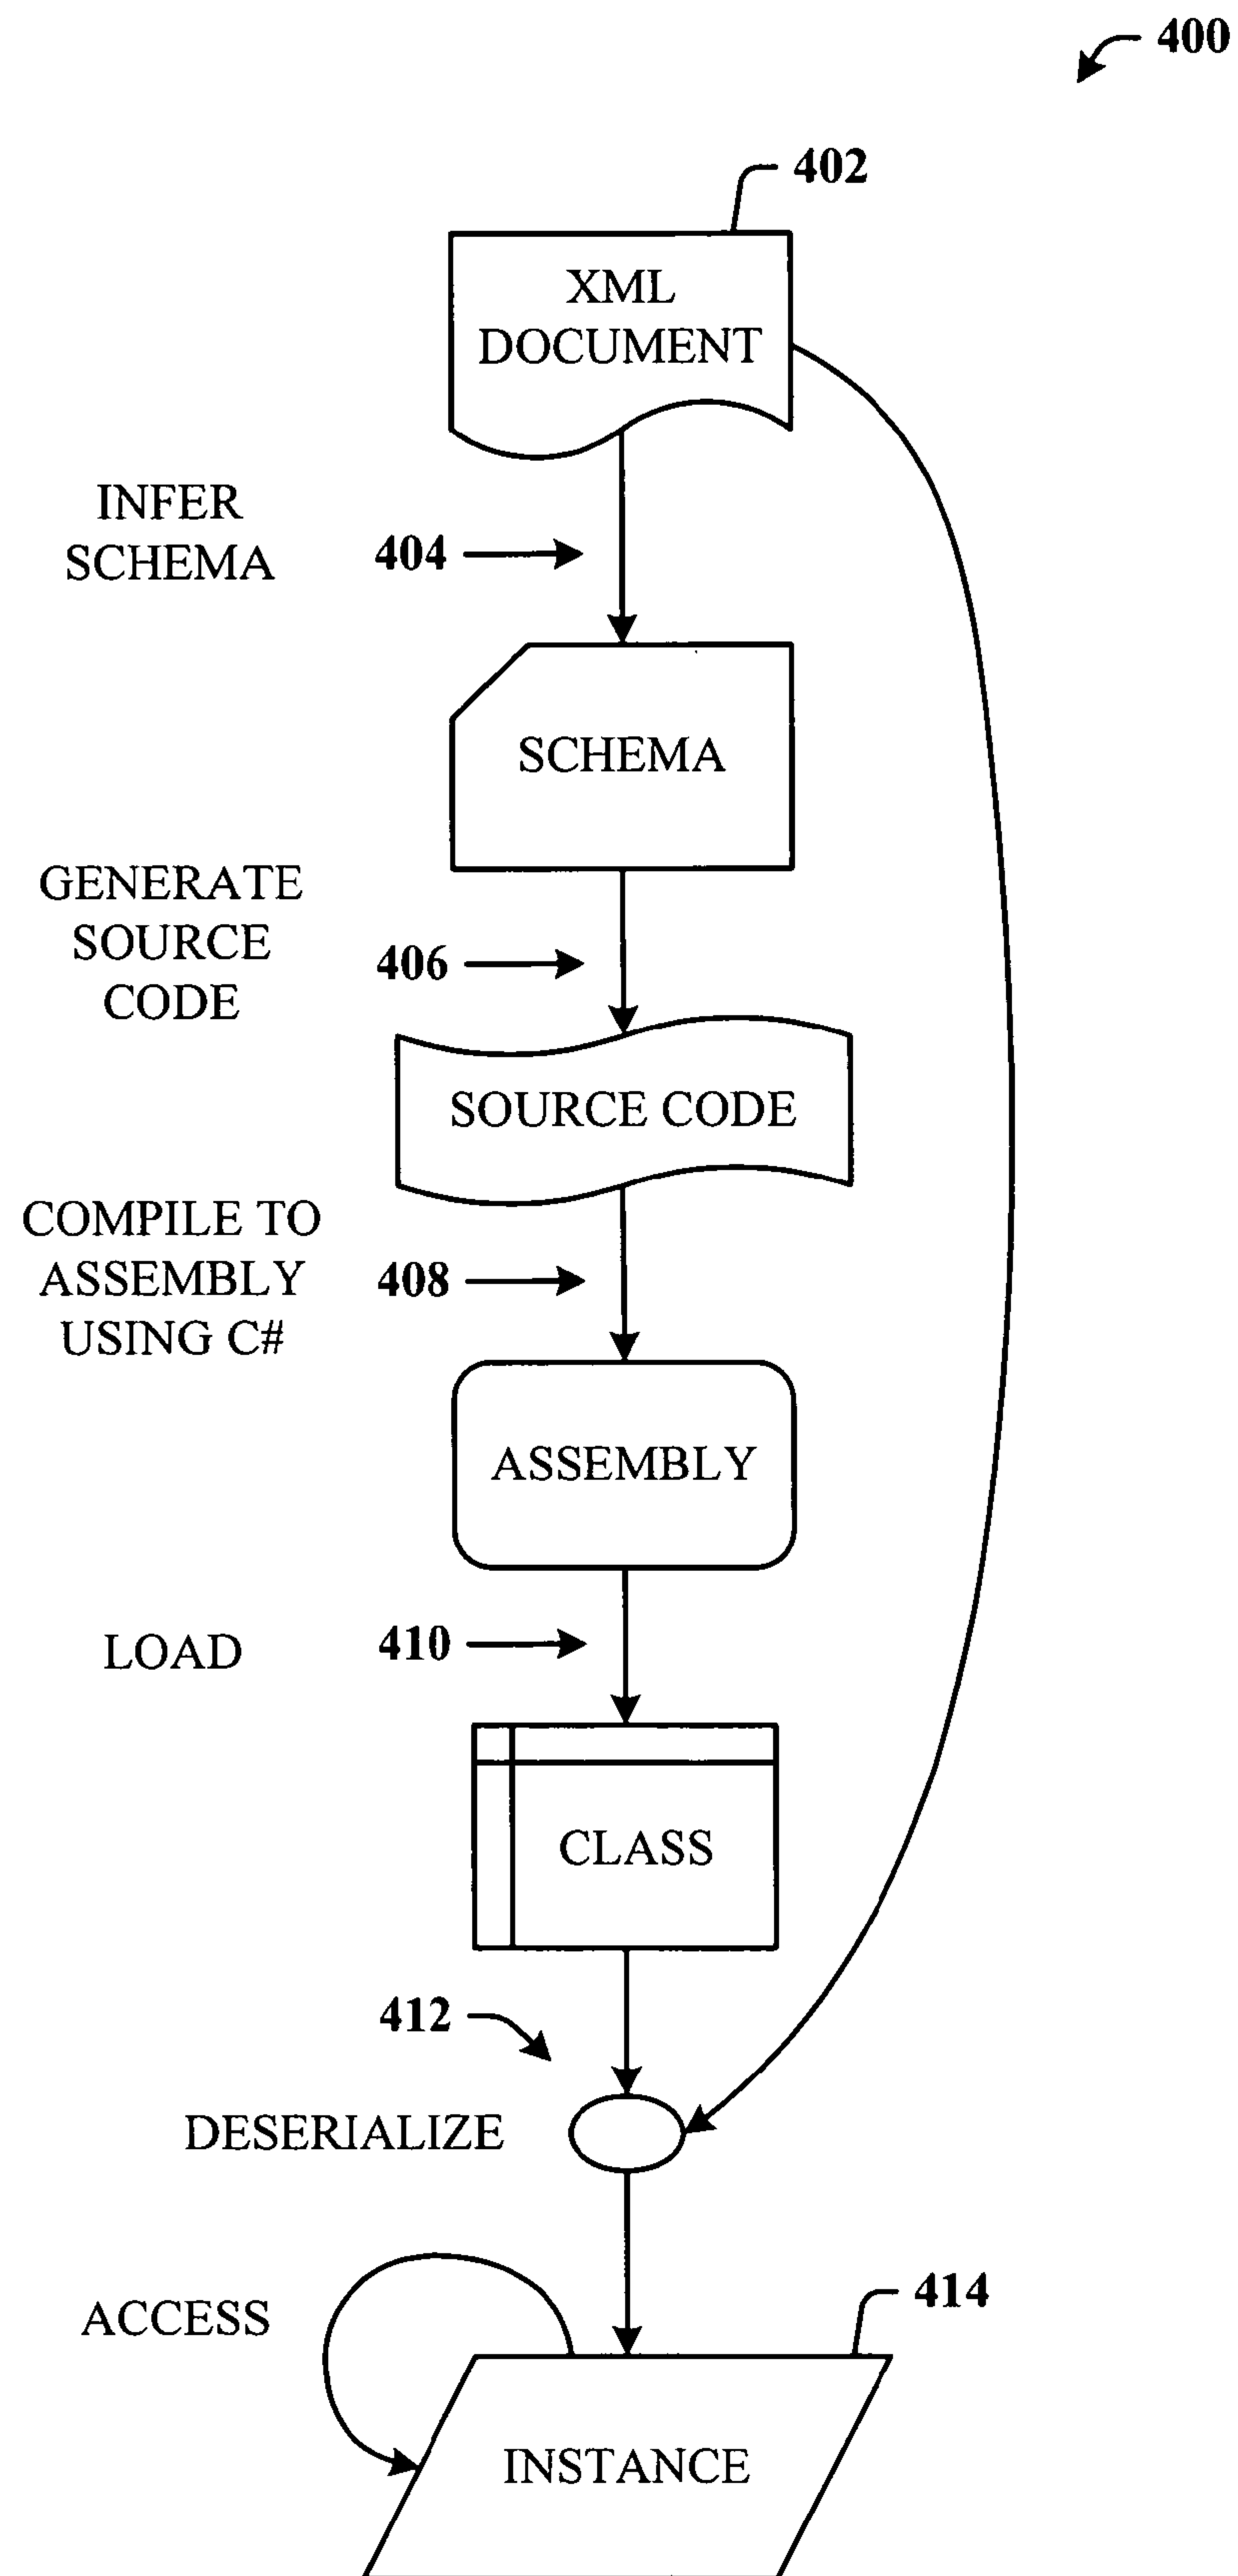 400
402
XML
DOCUMENT
INFER
SCHEMA
404
SCHEMA
GENERATE
SOURCE
CODE
406
SOURCE CODE
COMPILE TO
ASSEMBLY
USING C#
408
ASSEMBLY
LOAD
410
CLASS
412
DESERIALIZE
ACCESS
414
INSTANCE